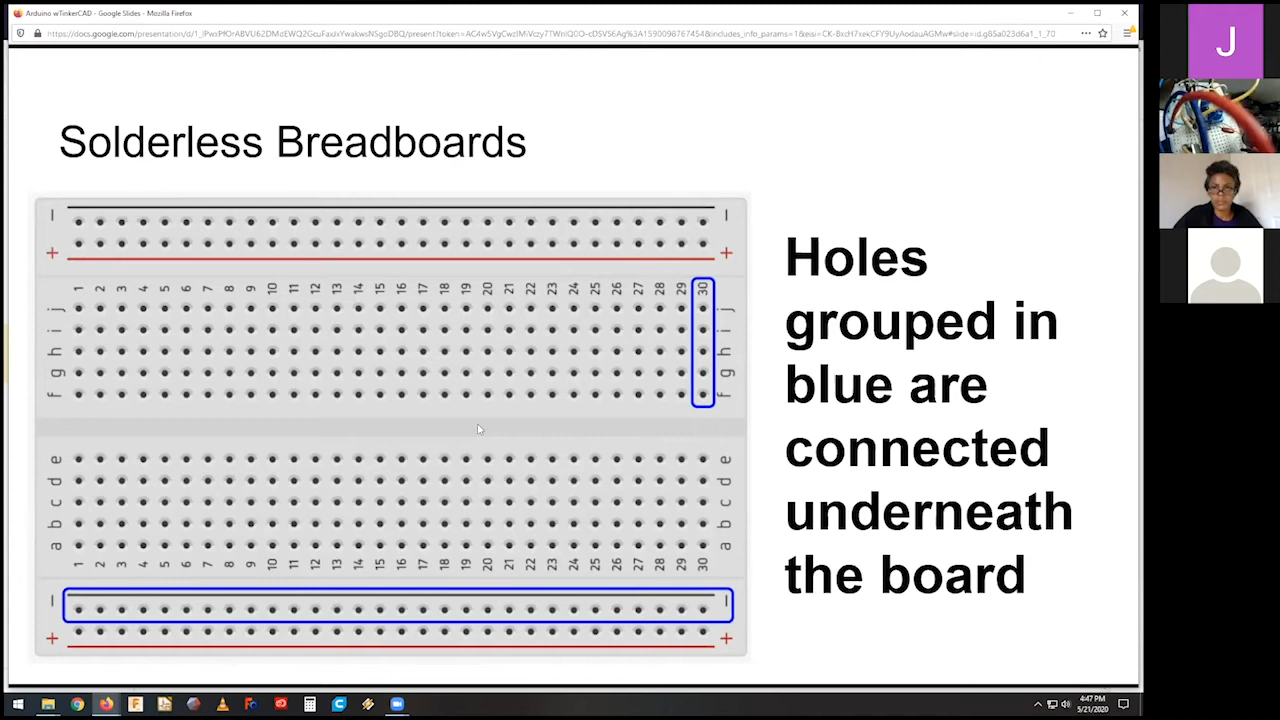 Arduino wTinkerCAD - Google Slides - Mozilla Firefox
J
Solderless Breadboards
1 2 3 4 5 6 7 8 9 10 11 12 13 14 15 16 17 18 19 20 21 22 23 24 25 26 27 28 29 30
j j
i i
h h
g g
f f
e e
d d
c c
b b
a a
1 2 3 4 5 6 7 8 9 10 11 12 13 14 15 16 17 18 19 20 21 22 23 24 25 26 27 28 29 30
Holes
grouped in
blue are
connected
underneath
the board
4:47 PM
5/21/2020